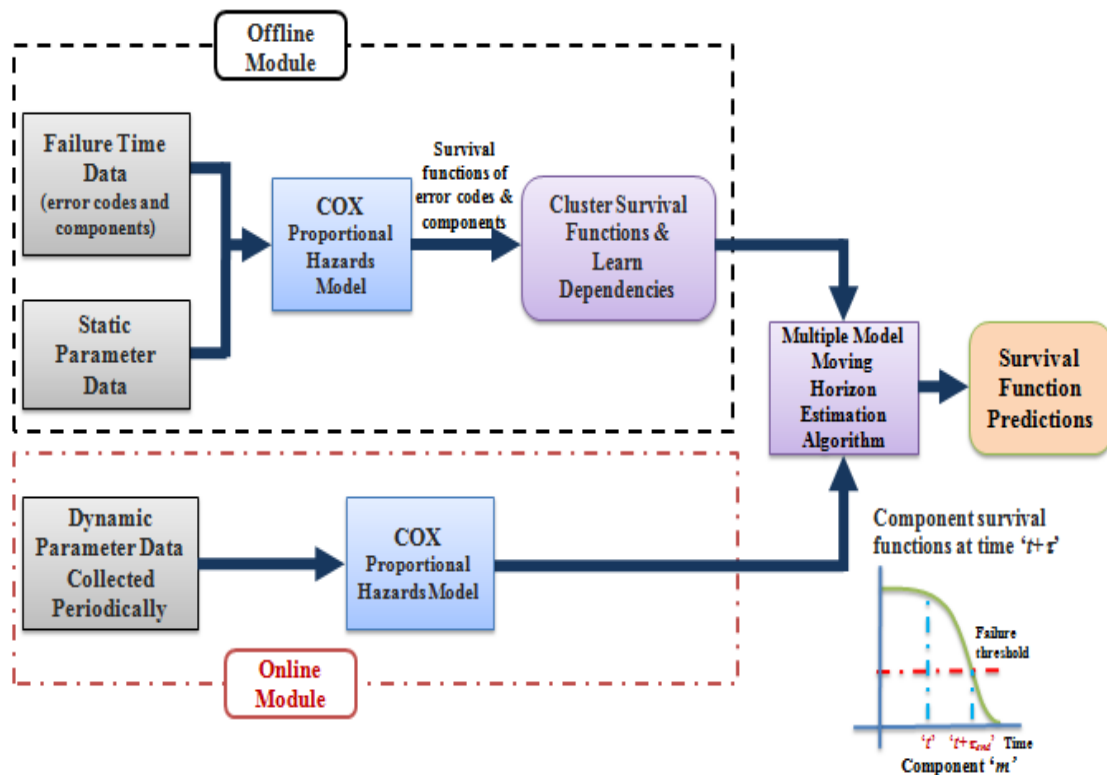 Offline
Module
Failure Time
Data
(error codes and
components)
Static
Parameter
Data
COX
Proportional
Hazards
Model
Survival
functions of
error codes &
components
Cluster Survival
Functions &
Learn
Dependencies
Multiple Model
Moving
Horizon
Estimation
Algorithm
Survival
Function
Predictions
Dynamic
Parameter Data
Collected
Periodically
COX
Proportional
Hazards Model
Online
Module
Component survival
functions at time ‘t+τ’
Failure
threshold
‘t’ ‘t+τend’ Time
Component ‘m’